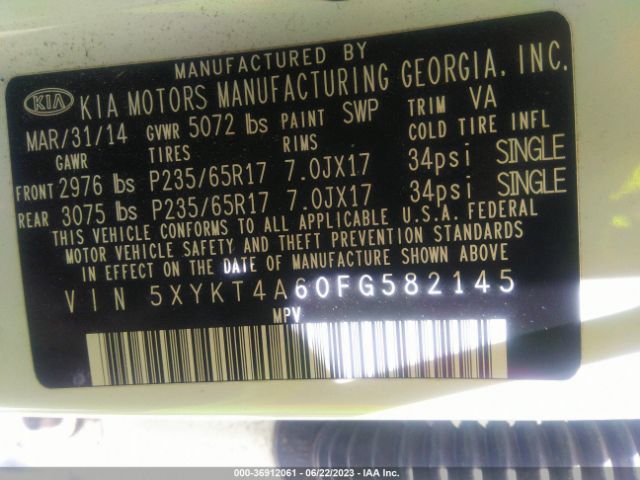 MANUFACTURED BY
KIA KIA MOTORS MANUFACTURING GEORGIA, INC.
MAR/31/14 GVWR 5072 lbs PAINT SWP TRIM VA
GAWR TIRES RIMS COLD TIRE INFL
FRONT 2976 lbs P235/65R17 7.0JX17 34psi SINGLE
REAR 3075 lbs P235/65R17 7.0JX17 34psi SINGLE
THIS VEHICLE CONFORMS TO ALL APPLICABLE U.S.A. FEDERAL
MOTOR VEHICLE SAFETY AND THEFT PREVENTION STANDARDS
IN EFFECT ON THE DATE OF MANUFACTURE SHOWN ABOVE.
VIN 5XYKT4A60FG582145
MPV
000-36912061 - 06/22/2023 - IAA Inc.